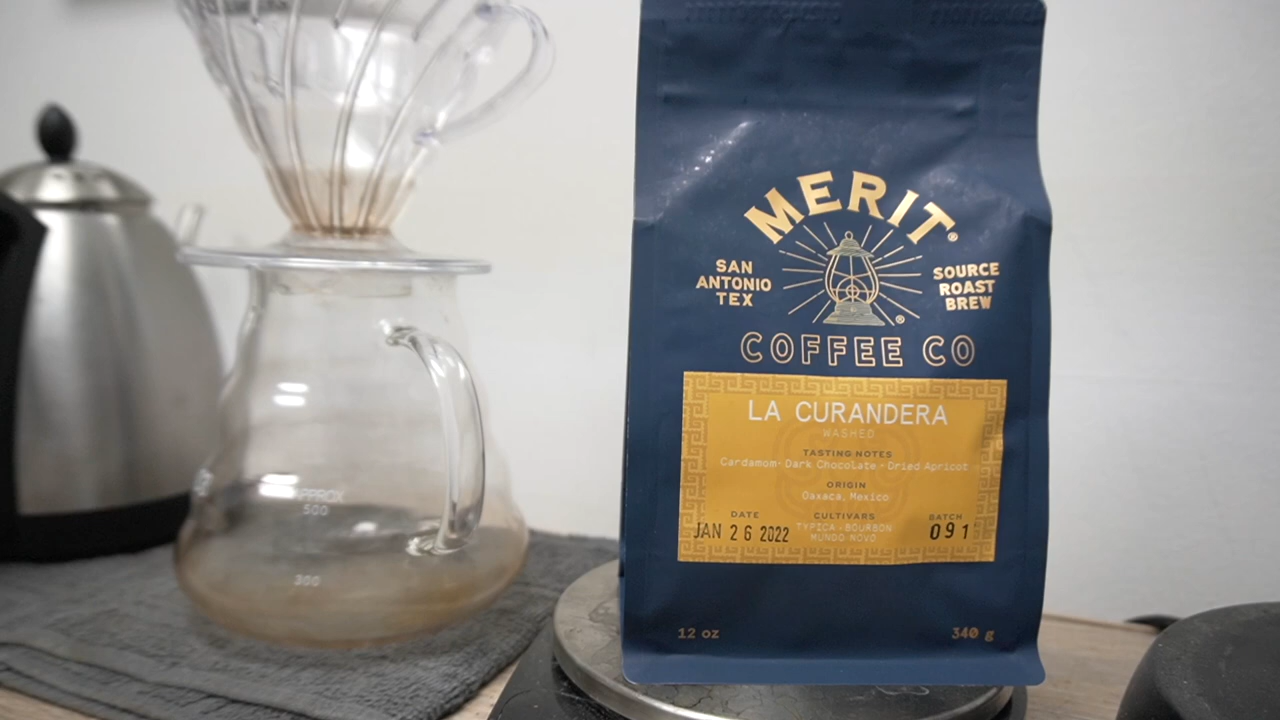 APPROX
500
300
MERIT®
SAN
ANTONIO
TEX
SOURCE
ROAST
BREW
®
COFFEE CO
LA CURANDERA
WASHED
TASTING NOTES
Cardamom · Dark Chocolate · Dried Apricot
ORIGIN
Oaxaca, Mexico
DATE
JAN 26 2022
CULTIVARS
TYPICA - BOURBON
MUNDO NOVO
BATCH
091
12 oz
340 g